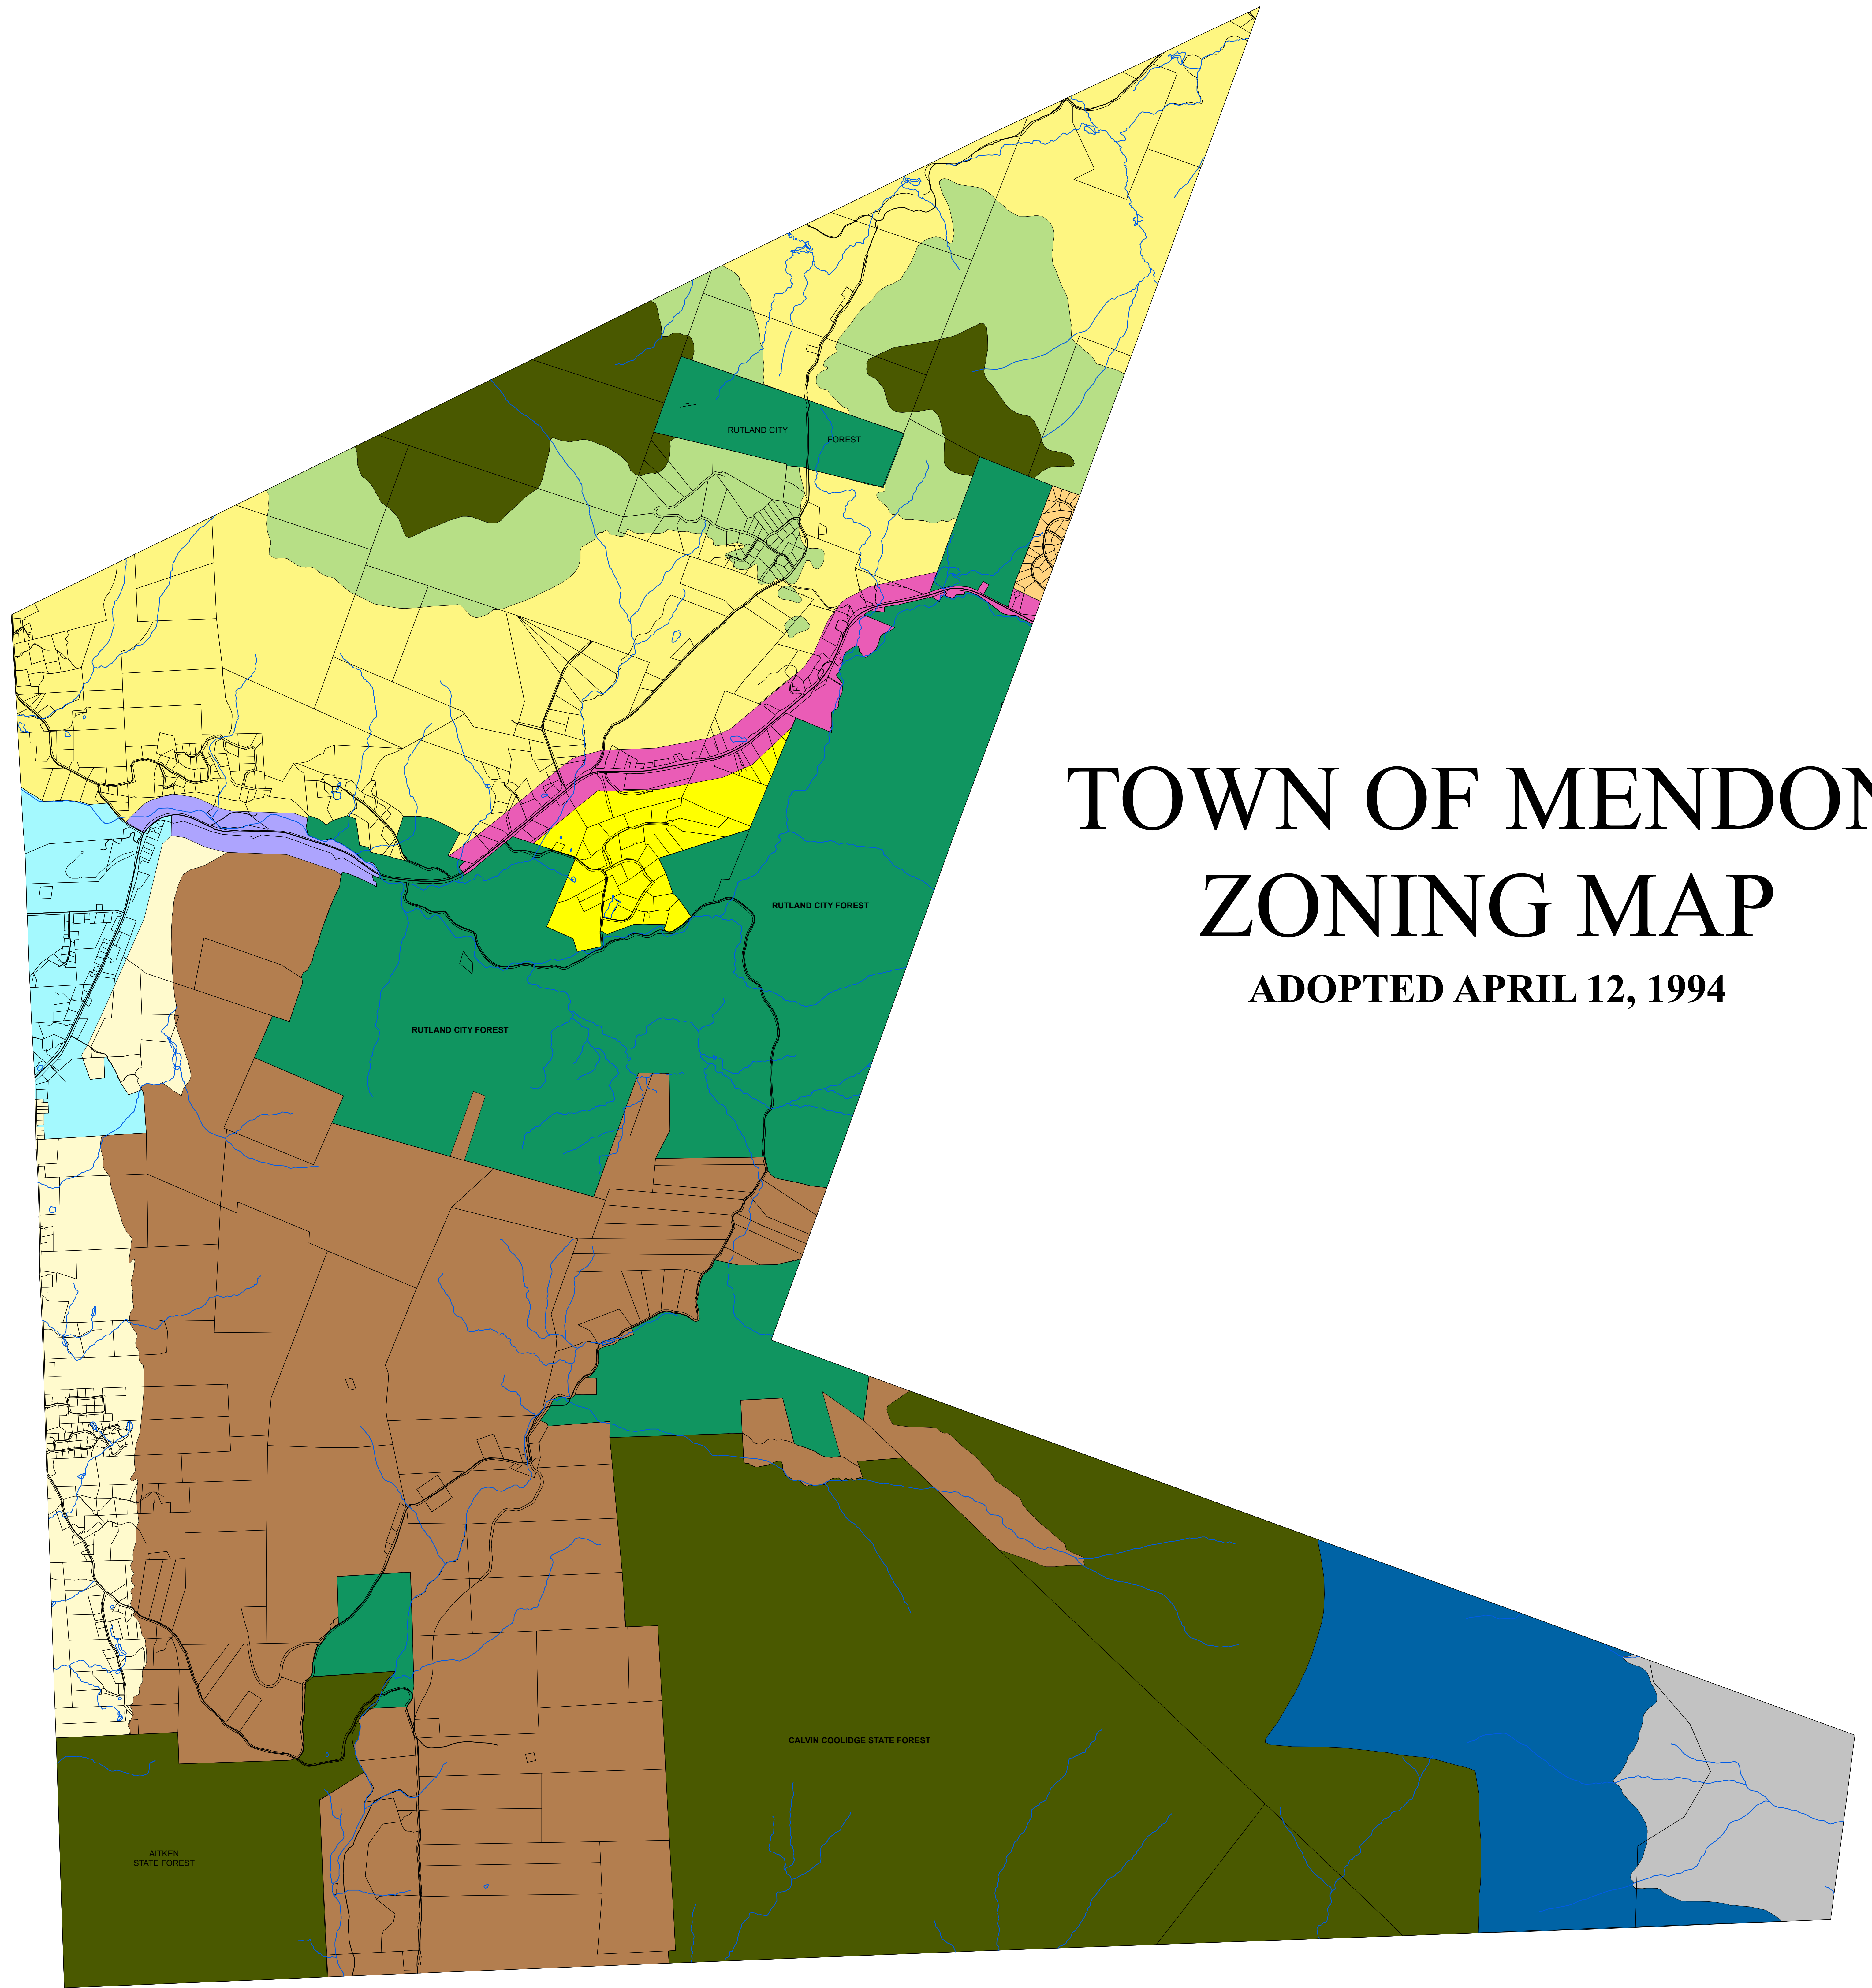 RUTLAND CITY
FOREST
TOWN OF MENDON
ZONING MAP
ADOPTED APRIL 12, 1994
RUTLAND CITY FOREST
RUTLAND CITY FOREST
CALVIN COOLIDGE STATE FOREST
AITKEN
STATE FOREST